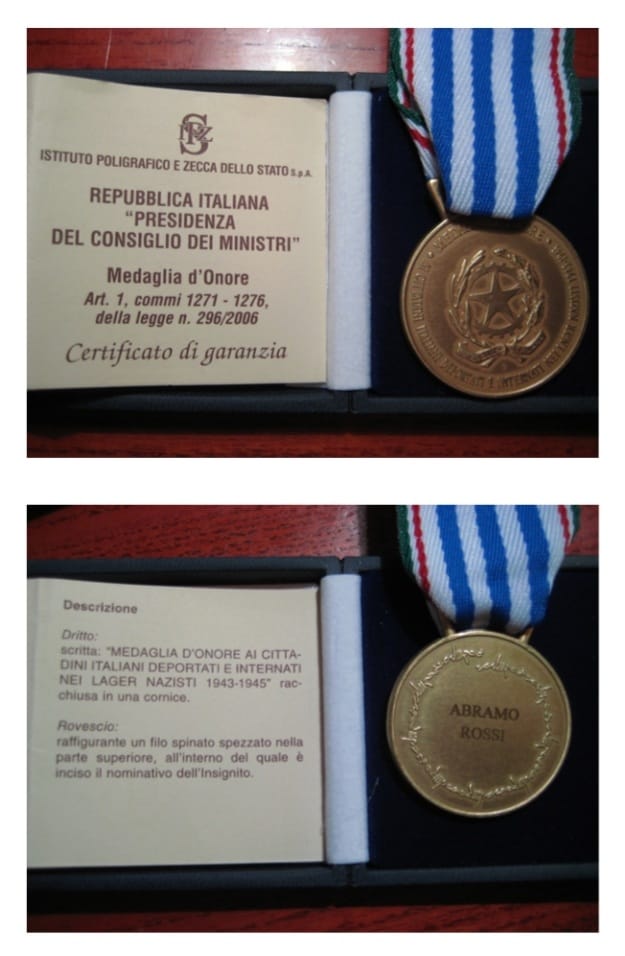 IPZS
ISTITUTO POLIGRAFICO E ZECCA DELLO STATO S.p.A.
REPUBBLICA ITALIANA
"PRESIDENZA
DEL CONSIGLIO DEI MINISTRI"
Medaglia d'Onore
Art. 1, commi 1271 - 1276,
della legge n. 296/2006
Certificato di garanzia
DEPORTATI E INTERNATI
Descrizione
Dritto:
scritta: "MEDAGLIA D'ONORE AI CITTA-
DINI ITALIANI DEPORTATI E INTERNATI
NEI LAGER NAZISTI 1943-1945" rac-
chiusa in una cornice.
Rovescio:
raffigurante un filo spinato spezzato nella
parte superiore, all'interno del quale è
inciso il nominativo dell'Insignito.
ABRAMO
ROSSI